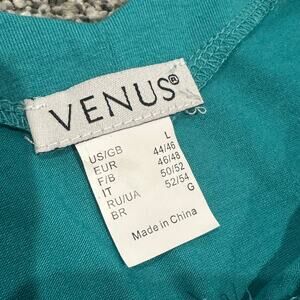 VENUS®
US/GB L
EUR 44/46
F/B 46/48
IT 50/52
RU/UA 52/54
BR G
Made in China